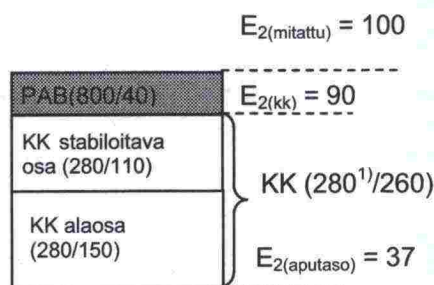 E2(mitattu) = 100
PAB(800/40)
E2(kk) = 90
KK stabiloitava
osa (280/110)
KK (280¹⁾/260)
KK alaosa
(280/150)
E2(aputaso) = 37